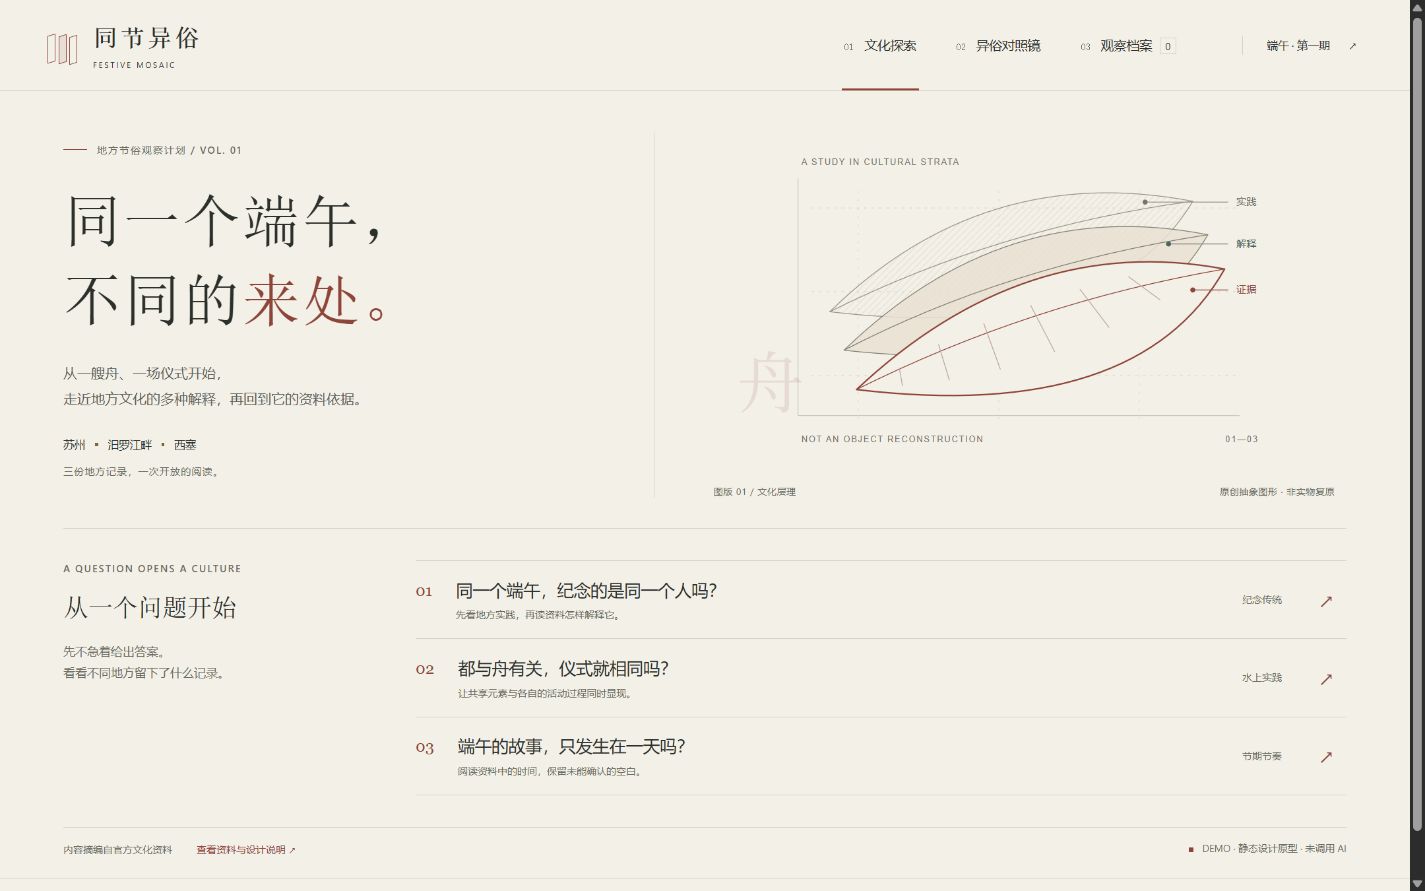 同节异俗
FESTIVE MOSAIC
01 文化探索
02 异俗对照镜
03 观察档案 0
端午 · 第一期 ↗
地方节俗观察计划 / VOL. 01
同一个端午，
不同的来处。
从一艘舟、一场仪式开始，
走近地方文化的多种解释，再回到它的资料依据。
苏州 ▪ 汨罗江畔 ▪ 西塞
三份地方记录，一次开放的阅读。
A STUDY IN CULTURAL STRATA
实践
解释
证据
舟
NOT AN OBJECT RECONSTRUCTION
01—03
图版 01 / 文化层理
原创抽象图形 · 非实物复原
A QUESTION OPENS A CULTURE
从一个问题开始
先不急着给出答案。
看看不同地方留下了什么记录。
01 同一个端午，纪念的是同一个人吗？
先看地方实践，再读资料怎样解释它。
纪念传统 ↗
02 都与舟有关，仪式就相同吗？
让共享元素与各自的活动过程同时显现。
水上实践 ↗
03 端午的故事，只发生在一天吗？
阅读资料中的时间，保留未能确认的空白。
节期节奏 ↗
内容摘编自官方文化资料
查看资料与设计说明 ↗
DEMO · 静态设计原型 · 未调用 AI